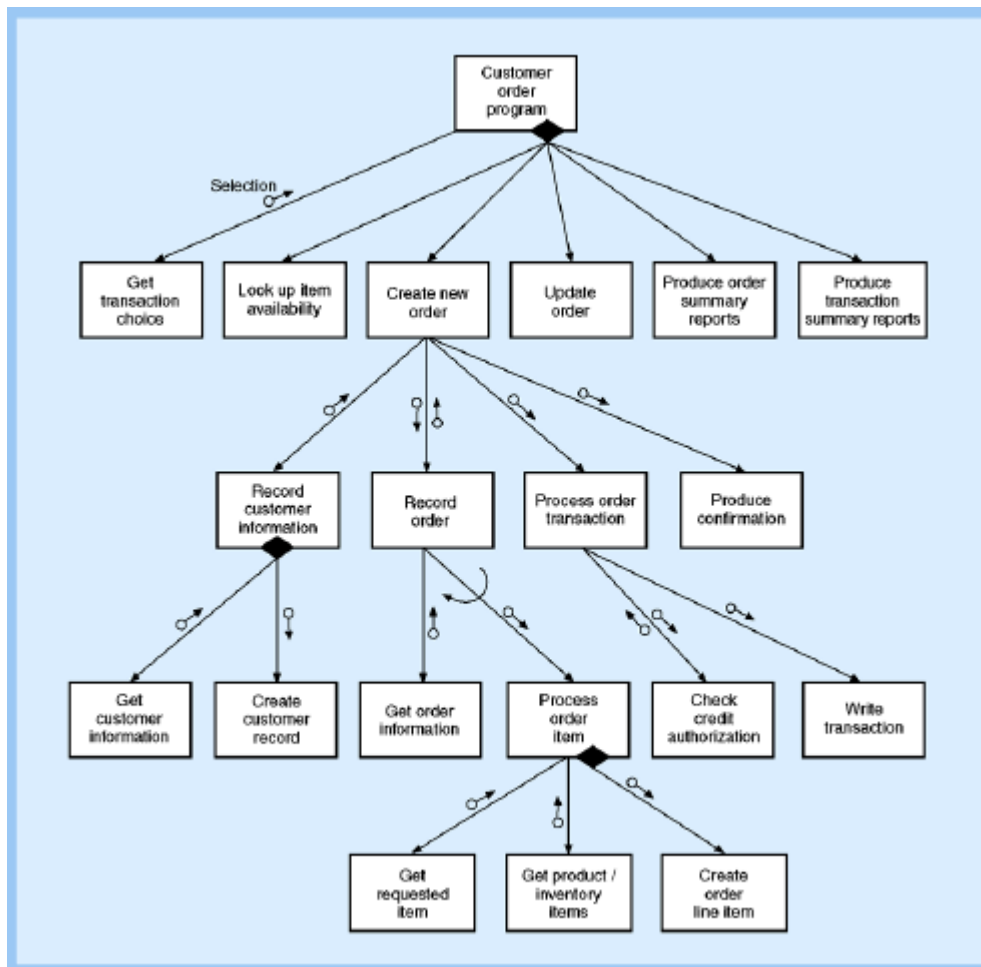 Customer
order
program
Selection
Get
transaction
choice
Look up item
availability
Create new
order
Update
order
Produce order
summary
reports
Produce
transaction
summary reports
Record
customer
information
Record
order
Process order
transaction
Produce
confirmation
Get
customer
information
Create
customer
record
Get order
information
Process
order
item
Check
credit
authorization
Write
transaction
Get
requested
item
Get product /
inventory
items
Create
order
line item